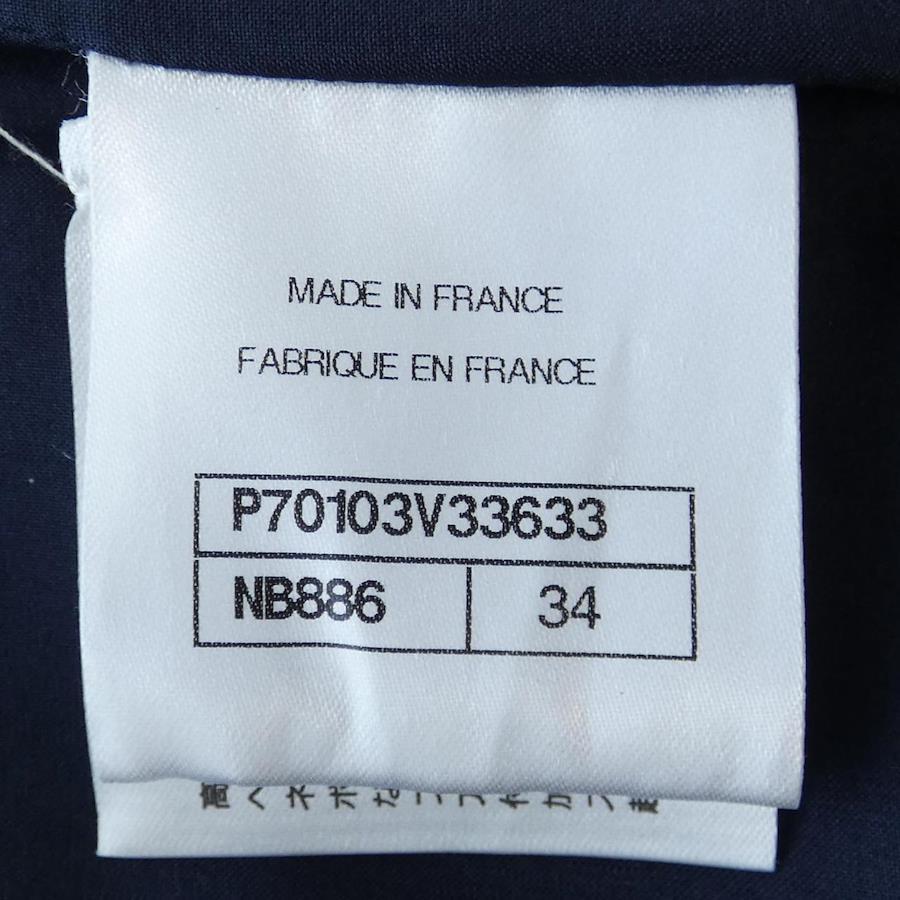 MADE IN FRANCE
FABRIQUE EN FRANCE
P70103V33633
NB886
34